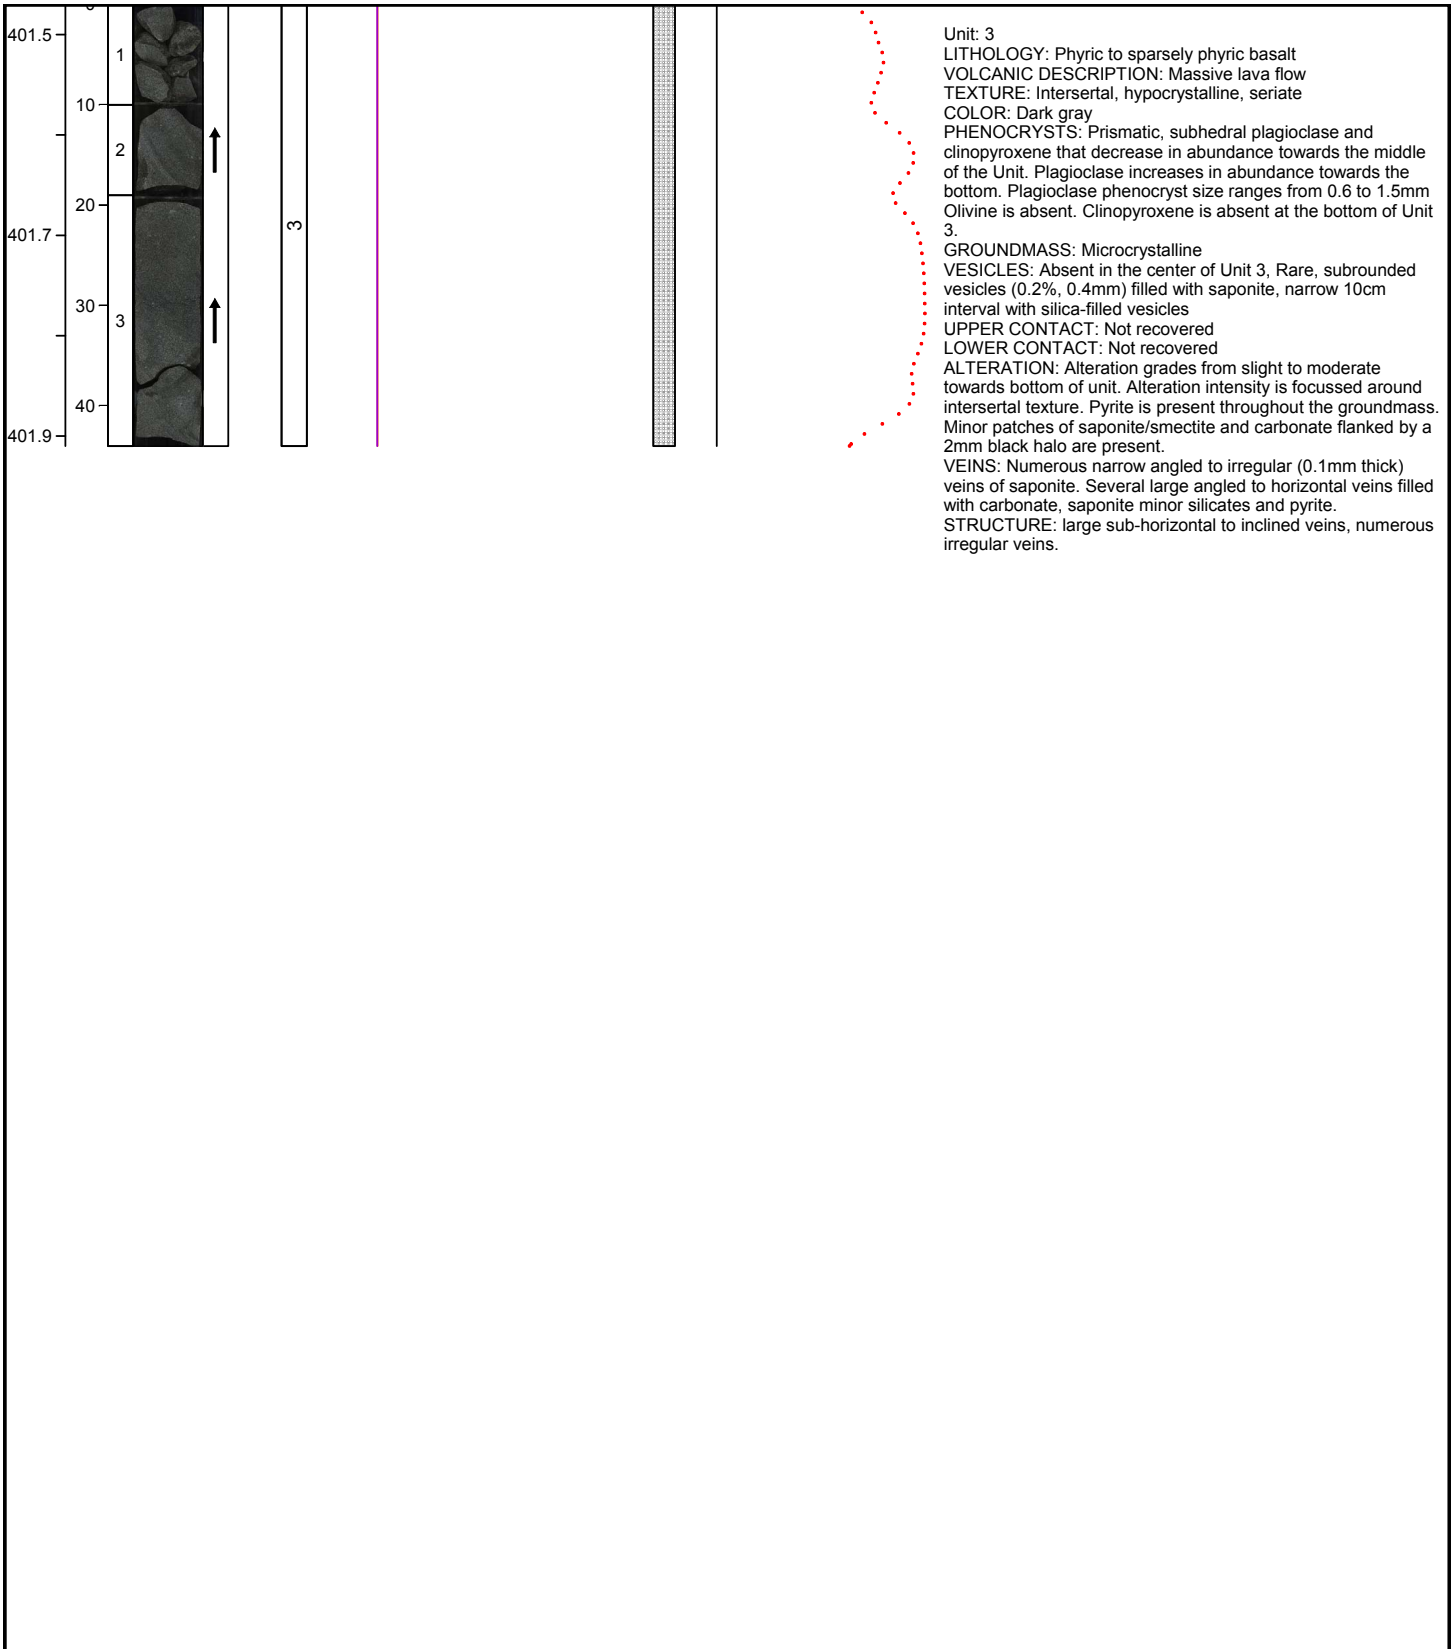 0
401.5
1
10
2
20
401.7
3
30
3
40
401.9
Unit: 3
LITHOLOGY: Phyric to sparsely phyric basalt
VOLCANIC DESCRIPTION: Massive lava flow
TEXTURE: Intersertal, hypocrystalline, seriate
COLOR: Dark gray
PHENOCRYSTS: Prismatic, subhedral plagioclase and
clinopyroxene that decrease in abundance towards the middle
of the Unit. Plagioclase increases in abundance towards the
bottom. Plagioclase phenocryst size ranges from 0.6 to 1.5mm
Olivine is absent. Clinopyroxene is absent at the bottom of Unit
3.
GROUNDMASS: Microcrystalline
VESICLES: Absent in the center of Unit 3, Rare, subrounded
vesicles (0.2%, 0.4mm) filled with saponite, narrow 10cm
interval with silica-filled vesicles
UPPER CONTACT: Not recovered
LOWER CONTACT: Not recovered
ALTERATION: Alteration grades from slight to moderate
towards bottom of unit. Alteration intensity is focussed around
intersertal texture. Pyrite is present throughout the groundmass.
Minor patches of saponite/smectite and carbonate flanked by a
2mm black halo are present.
VEINS: Numerous narrow angled to irregular (0.1mm thick)
veins of saponite. Several large angled to horizontal veins filled
with carbonate, saponite minor silicates and pyrite.
STRUCTURE: large sub-horizontal to inclined veins, numerous
irregular veins.